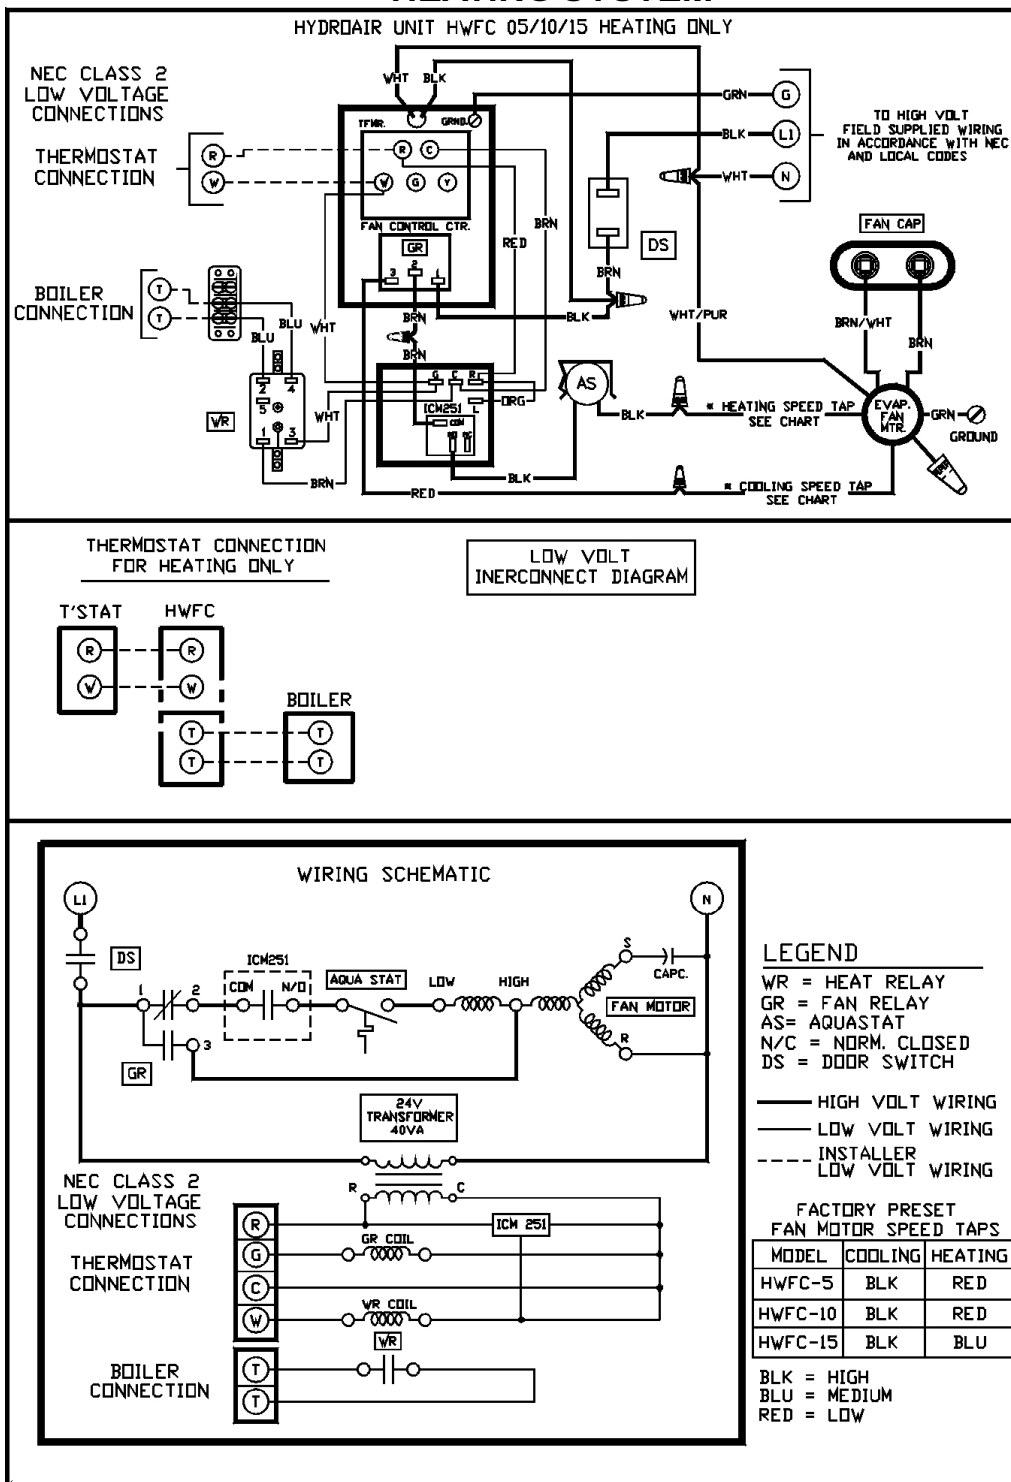 HEATING SYSTEM
HYDROAIR UNIT HWFC 05/10/15 HEATING ONLY
NEC CLASS 2
LOW VOLTAGE
CONNECTIONS
WHT BLK
GRN G
TFMR. GRND.
BLK L1
TO HIGH VOLT
FIELD SUPPLIED WIRING
IN ACCORDANCE WITH NEC
AND LOCAL CODES
THERMOSTAT
CONNECTION
R
W
R C
W G Y
WHT N
FAN CONTROL CTR.
GR
3 2 1
RED
BRN
DS
BRN
FAN CAP
BOILER
CONNECTION
T
T
BLU
BLU
WHT
BRN
BRN
BLK
WHT/PUR
BRN/WHT
BRN
2 4
5
1 3
WR
WHT
BRN
G C R
L
ORG
ICM251
COM
NO NC
AS
BLK
* HEATING SPEED TAP
SEE CHART
EVAP.
FAN
MTR.
GRN
GROUND
BLK
RED
* COOLING SPEED TAP
SEE CHART
THERMOSTAT CONNECTION
FOR HEATING ONLY
LOW VOLT
INERCONNECT DIAGRAM
T'STAT HWFC
R R
W W
BOILER
T T
T T
WIRING SCHEMATIC
L1 N
DS
ICM251
COM N/O
AQUA STAT
LOW HIGH
S
CAPC.
FAN MOTOR
R
1 2
3
GR
24V
TRANSFORMER
40VA
NEC CLASS 2
LOW VOLTAGE
CONNECTIONS
R C
THERMOSTAT
CONNECTION
R
ICM 251
G
GR COIL
C
W
WR COIL
WR
BOILER
CONNECTION
T
T
LEGEND
WR = HEAT RELAY
GR = FAN RELAY
AS= AQUASTAT
N/C = NORM. CLOSED
DS = DOOR SWITCH
HIGH VOLT WIRING
LOW VOLT WIRING
INSTALLER
LOW VOLT WIRING
FACTORY PRESET
FAN MOTOR SPEED TAPS
MODEL COOLING HEATING
HWFC-5 BLK RED
HWFC-10 BLK RED
HWFC-15 BLK BLU
BLK = HIGH
BLU = MEDIUM
RED = LOW